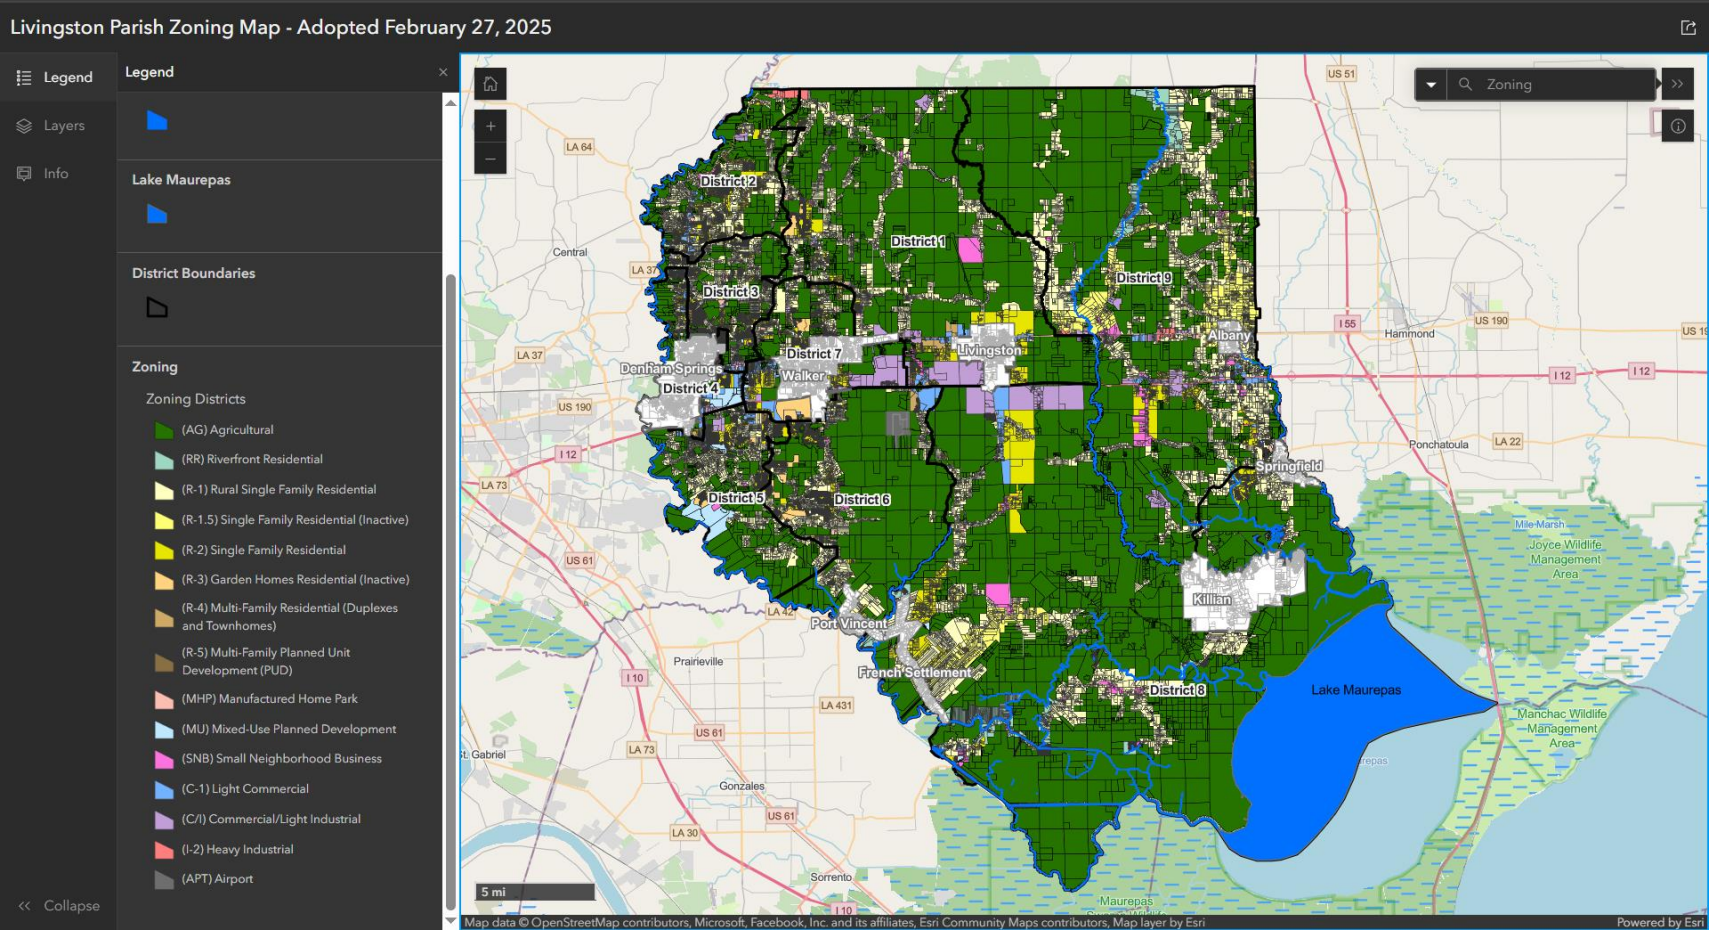 Livingston Parish Zoning Map - Adopted February 27, 2025
Legend
Layers
Info
Collapse
Legend
Lake Maurepas
District Boundaries
Zoning
Zoning Districts
(AG) Agricultural
(RR) Riverfront Residential
(R-1) Rural Single Family Residential
(R-1.5) Single Family Residential (Inactive)
(R-2) Single Family Residential
(R-3) Garden Homes Residential (Inactive)
(R-4) Multi-Family Residential (Duplexes
and Townhomes)
(R-5) Multi-Family Planned Unit
Development (PUD)
(MHP) Manufactured Home Park
(MU) Mixed-Use Planned Development
(SNB) Small Neighborhood Business
(C-1) Light Commercial
(C/I) Commercial/Light Industrial
(I-2) Heavy Industrial
(APT) Airport
Zoning
US 51
LA 64
District 2
District 1
Central
LA 37
District 9
District 3
I 55
US 190
Hammond
US 19
Albany
LA 37
District 7
Livingston
Denham Springs
Walker
I 12
I 12
District 4
US 190
Ponchatoula
LA 22
I 12
Springfield
LA 73
District 5
District 6
Mile Marsh
Joyce Wildlife
Management
Area
US 61
Killian
LA 42
Port Vincent
Prairieville
French Settlement
I 10
District 8
Lake Maurepas
LA 431
Manchac Wildlife
Management
Area
US 61
LA 73
St. Gabriel
repas
Gonzales
US 61
LA 30
Sorrento
5 mi
Maurepas
I 10
Map data © OpenStreetMap contributors, Microsoft, Facebook, Inc. and its affiliates, Esri Community Maps contributors, Map layer by Esri
Powered by Esri